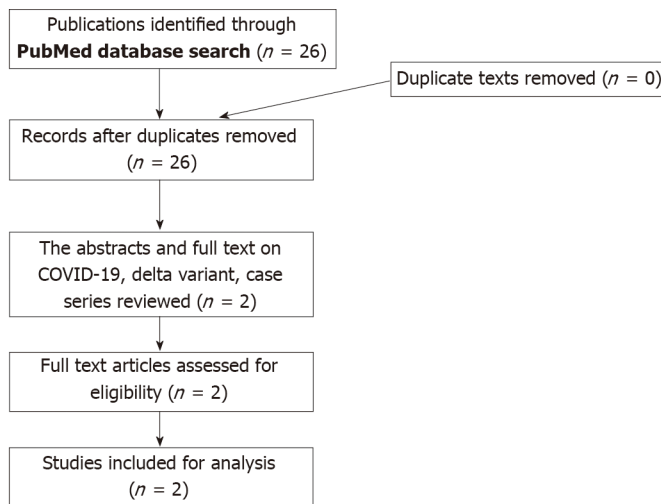 Publications identified through
PubMed database search (n = 26)
Duplicate texts removed (n = 0)
Records after duplicates removed
(n = 26)
The abstracts and full text on
COVID-19, delta variant, case
series reviewed (n = 2)
Full text articles assessed for
eligibility (n = 2)
Studies included for analysis
(n = 2)